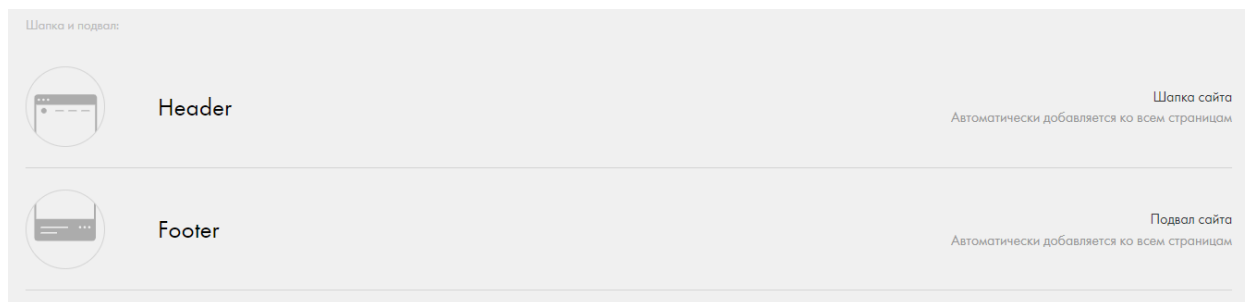 Шапка и подвал:
Header
Шапка сайта
Автоматически добавляется ко всем страницам
Footer
Подвал сайта
Автоматически добавляется ко всем страницам